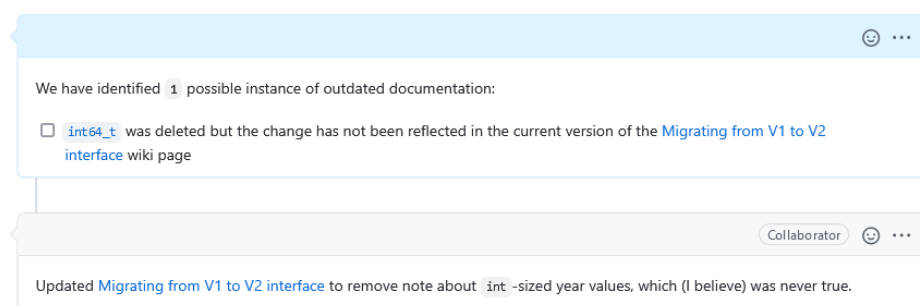 We have identified 1 possible instance of outdated documentation:
int64_t was deleted but the change has not been reflected in the current version of the Migrating from V1 to V2
interface wiki page
Collaborator
Updated Migrating from V1 to V2 interface to remove note about int -sized year values, which (I believe) was never true.